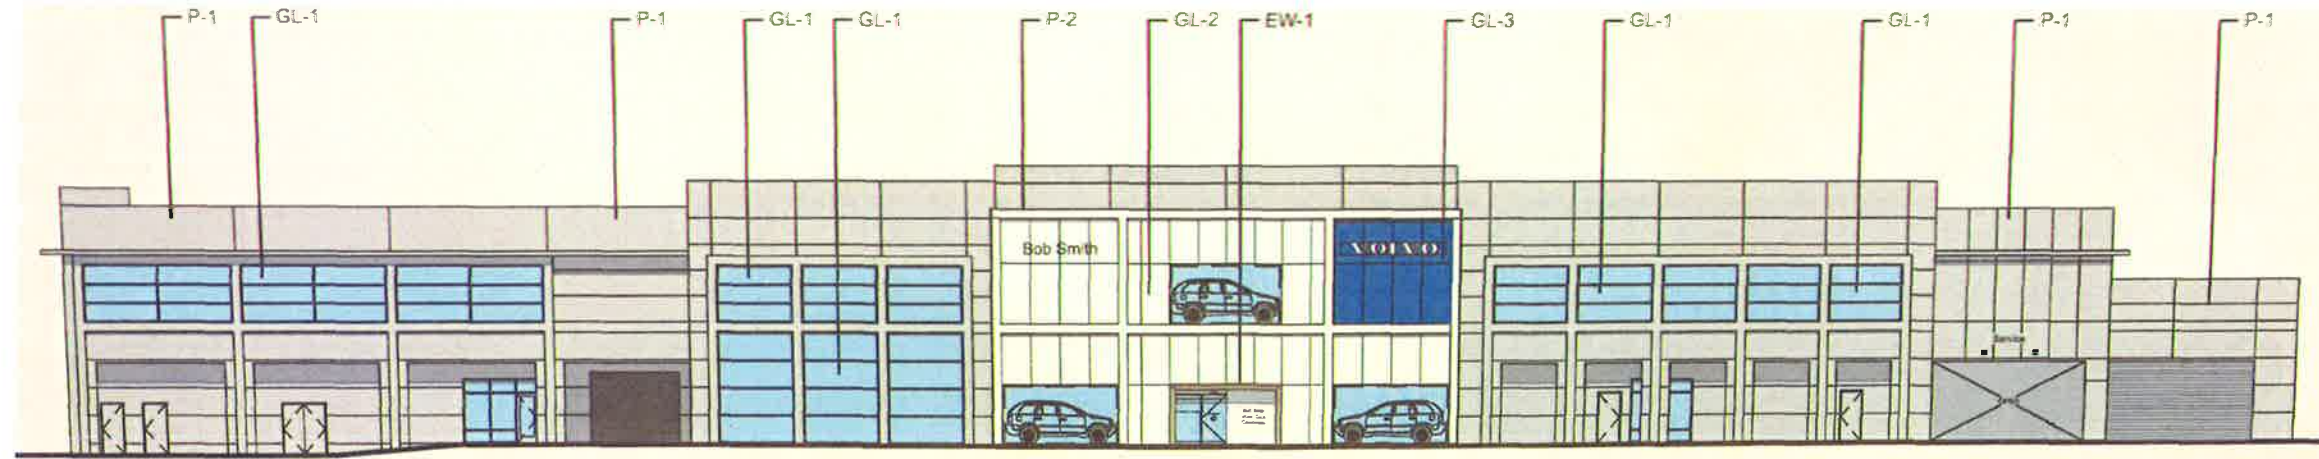 P-1
GL-1
P-1
GL-1
GL-1
P-2
GL-2
EW-1
GL-3
GL-1
GL-1
P-1
P-1
Bob Smith
VOLVO
Service